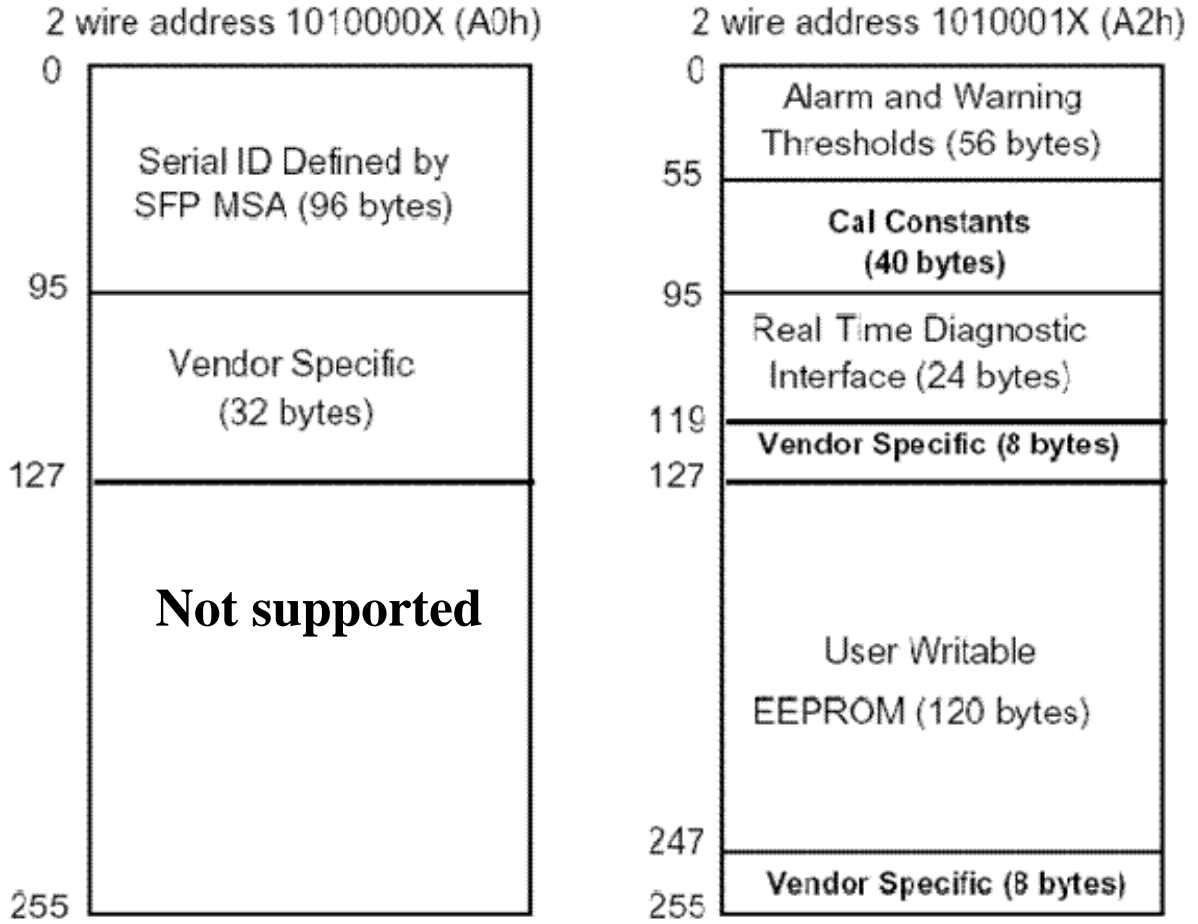 2 wire address 1010000X (A0h)
0
Serial ID Defined by
SFP MSA (96 bytes)
95
Vendor Specific
(32 bytes)
127
Not supported
255
2 wire address 1010001X (A2h)
0
Alarm and Warning
Thresholds (56 bytes)
55
Cal Constants
(40 bytes)
95
Real Time Diagnostic
Interface (24 bytes)
119
Vendor Specific (8 bytes)
127
User Writable
EEPROM (120 bytes)
247
Vendor Specific (8 bytes)
255